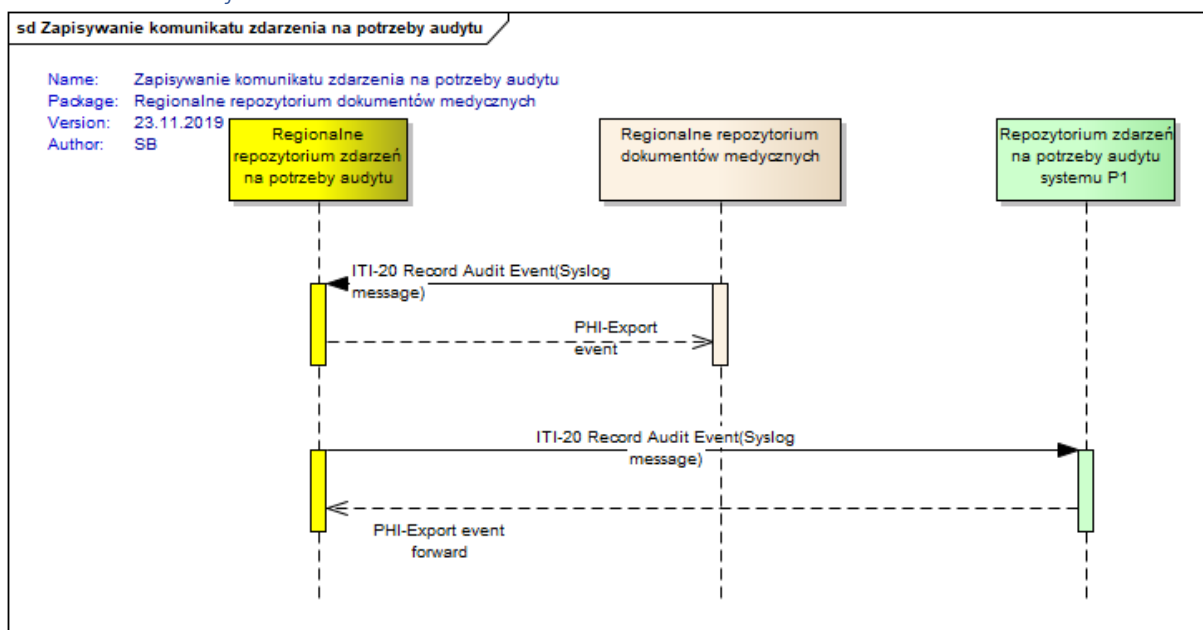 sd Zapisywanie komunikatu zdarzenia na potrzeby audytu
Name: Zapisywanie komunikatu zdarzenia na potrzeby audytu
Package: Regionalne repozytorium dokumentów medycznych
Version: 23.11.2019
Author: SB
Regionalne
repozytorium zdarzeń
na potrzeby audytu
Regionalne repozytorium
dokumentów medycznych
Repozytorium zdarzeń
na potrzeby audytu
systemu P1
ITI-20 Record Audit Event(Syslog
message)
PHI-Export
event
ITI-20 Record Audit Event(Syslog
message)
PHI-Export event
forward